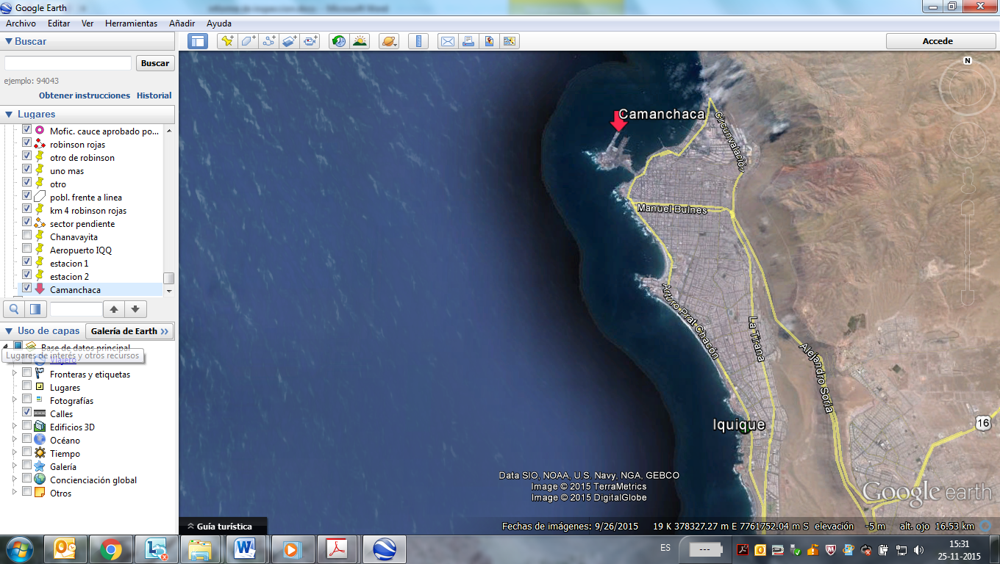 Google Earth
informe de inspeccion.docx - Microsoft Word
Archivo Editar Ver Herramientas Añadir Ayuda
Buscar
Accede
Buscar
ejemplo: 94043
Obtener instrucciones Historial
Lugares
Mofic. cauce aprobado po...
robinson rojas
otro de robinson
uno mas
otro
pobl. frente a linea
km 4 robinson rojas
sector pendiente
Chanavayita
Aeropuerto IQQ
estacion 1
estacion 2
Camanchaca
Uso de capas
Galería de Earth »
Base de datos principal
Lugares de interés y otros recursos
Viajero
Fronteras y etiquetas
Lugares
Fotografías
Calles
Edificios 3D
Océano
Tiempo
Galería
Concienciación global
Otros
N
Camanchaca
Circunvalación
Manuel Bulnes
Arturo Prat Chacón
La Tirana
Alejandro Soria
Iquique
16
Data SIO, NOAA, U.S. Navy, NGA, GEBCO
Image © 2015 TerraMetrics
Image © 2015 DigitalGlobe
Google earth
Guía turística
Fechas de imágenes: 9/26/2015 19 K 378327.27 m E 7761752.04 m S elevación -5 m alt. ojo 16.53 km
ES
---
15:31
25-11-2015